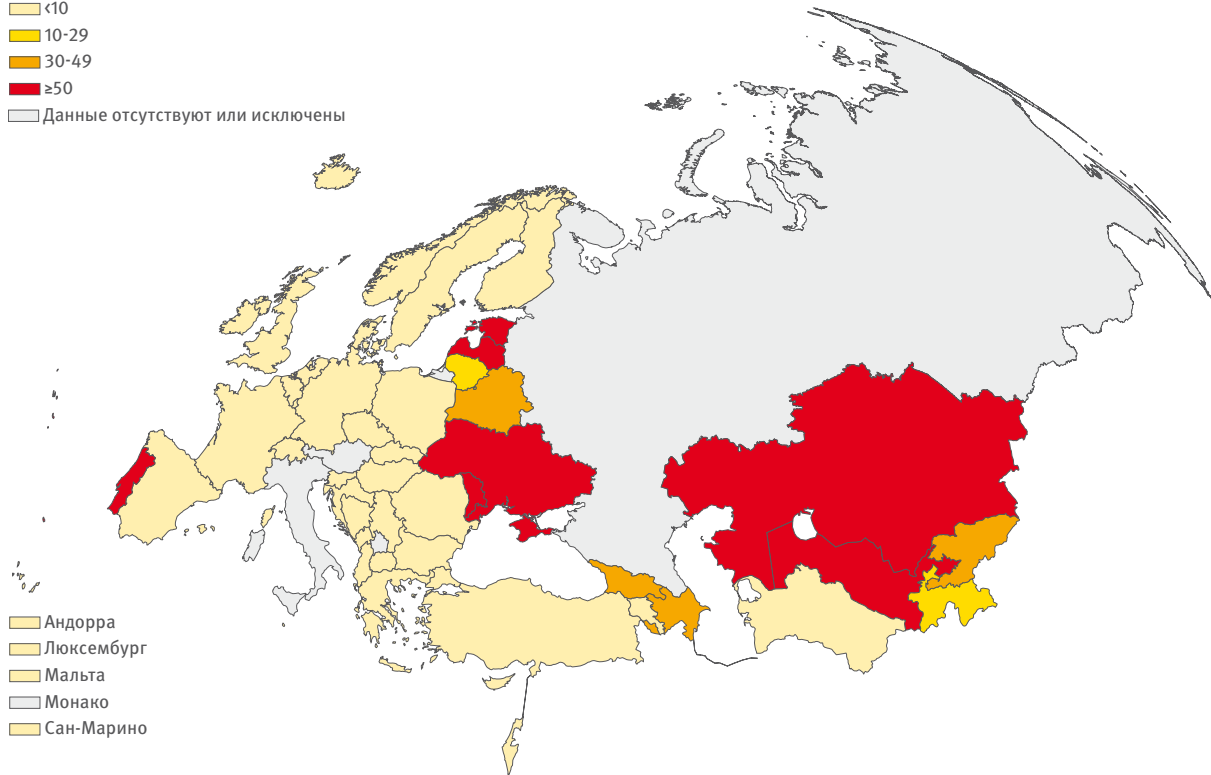 <10
10-29
30-49
≥50
Данные отсутствуют или исключены
Андорра
Люксембург
Мальта
Монако
Сан-Марино